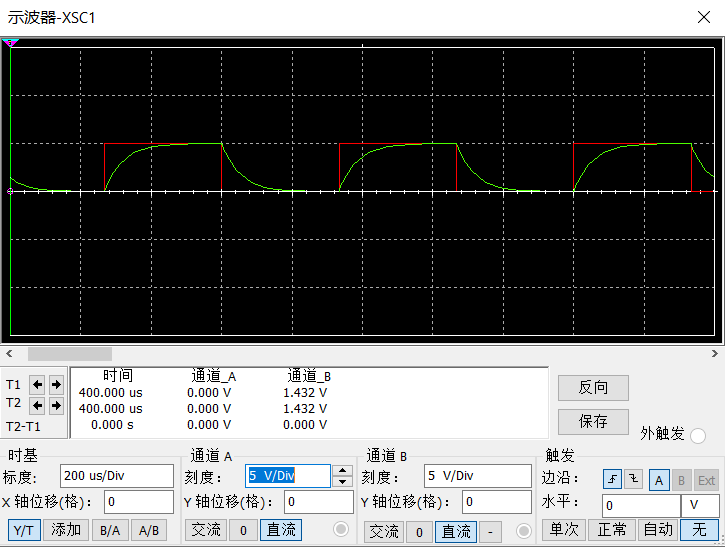 示波器-XSC1
时间 通道_A 通道_B
T1 400.000 us 0.000 V 1.432 V
T2 400.000 us 0.000 V 1.432 V
T2-T1 0.000 s 0.000 V 0.000 V
反向
保存
外触发
时基 通道 A 通道 B 触发
标度: 200 us/Div 刻度: 5 V/Div 刻度: 5 V/Div 边沿: A B Ext
X 轴位移(格): 0 Y 轴位移(格): 0 Y 轴位移(格): 0 水平: 0 V
Y/T 添加 B/A A/B 交流 0 直流 交流 0 直流 - 单次 正常 自动 无